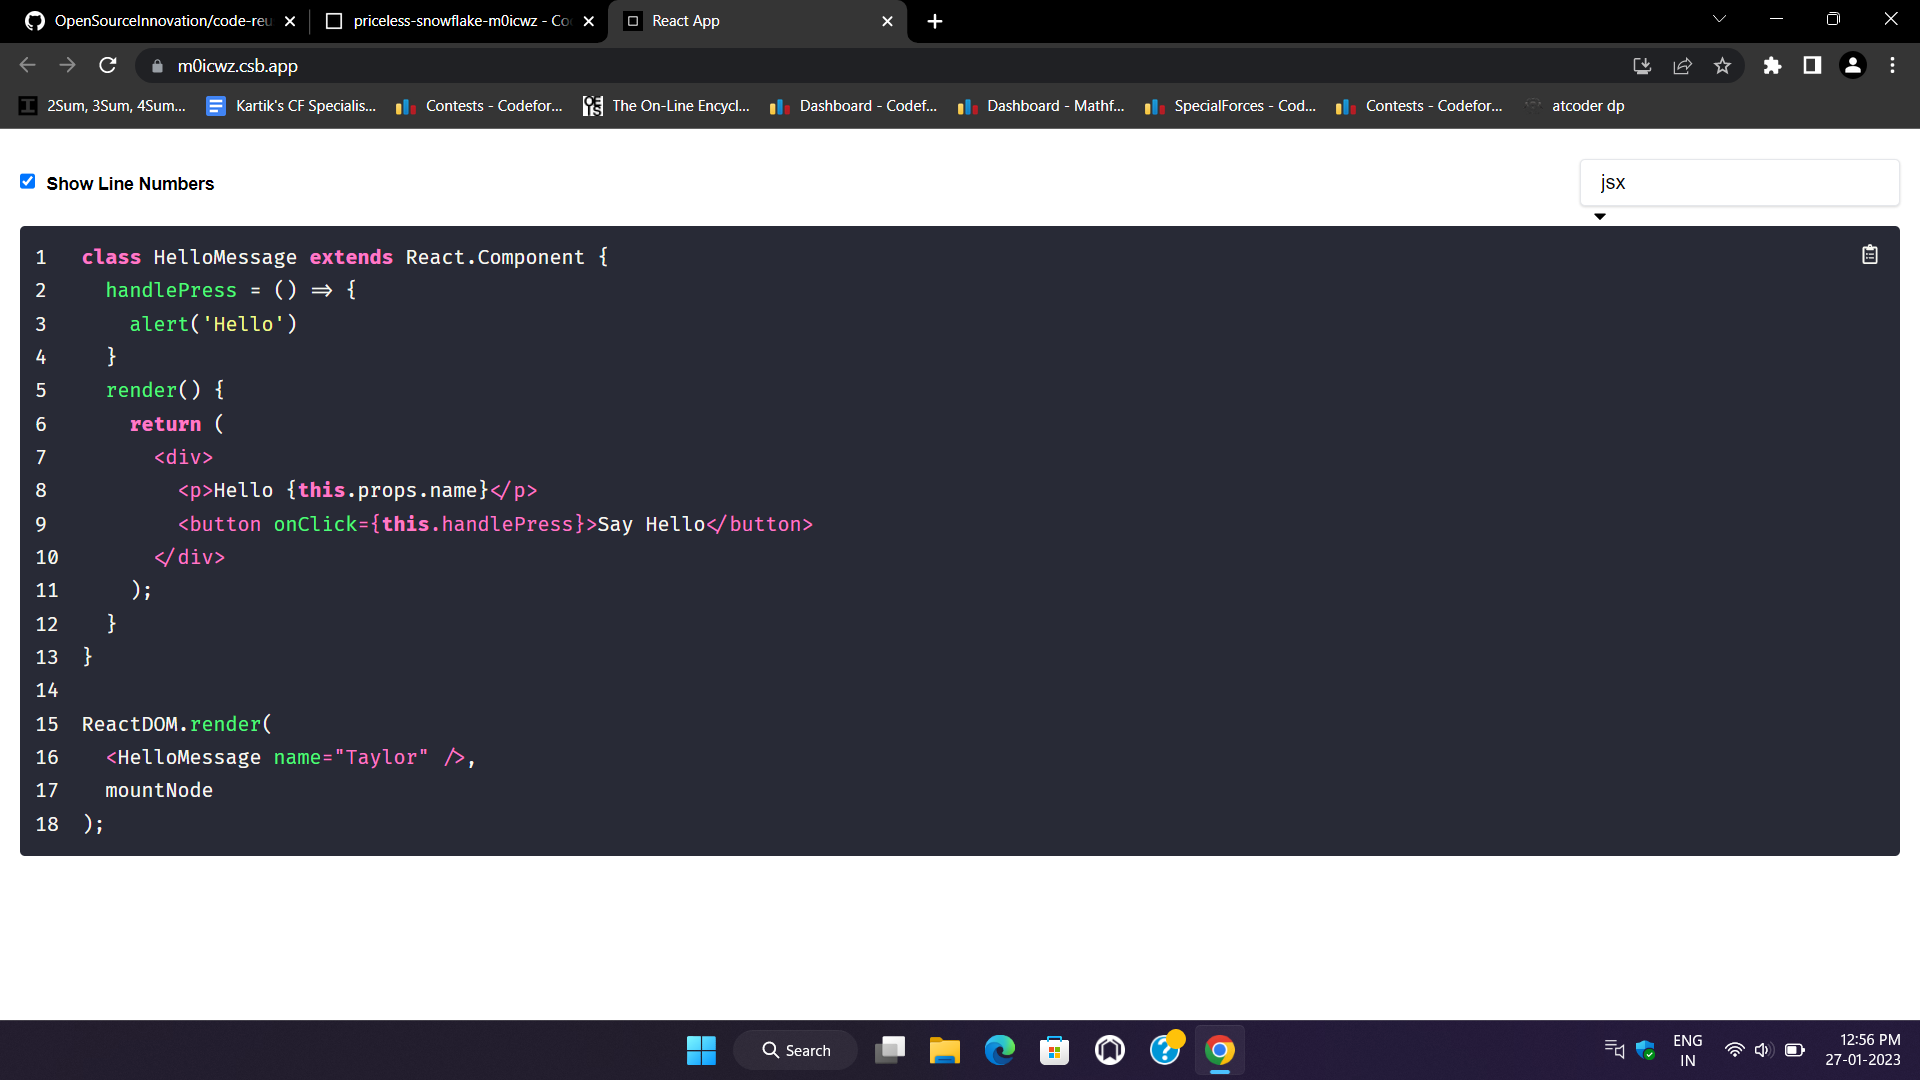 OpenSourceInnovation/code-reu
priceless-snowflake-m0icwz - Co
React App
m0icwz.csb.app
2Sum, 3Sum, 4Sum...
Kartik's CF Specialis...
Contests - Codefor...
The On-Line Encycl...
Dashboard - Codef...
Dashboard - Mathf...
SpecialForces - Cod...
Contests - Codefor...
atcoder dp
Show Line Numbers
jsx
1 class HelloMessage extends React.Component {
2   handlePress = () => {
3     alert('Hello')
4   }
5   render() {
6     return (
7       <div>
8         <p>Hello {this.props.name}</p>
9         <button onClick={this.handlePress}>Say Hello</button>
10       </div>
11     );
12   }
13 }
14
15 ReactDOM.render(
16   <HelloMessage name="Taylor" />,
17   mountNode
18 );
Search
ENG
IN
12:56 PM
27-01-2023